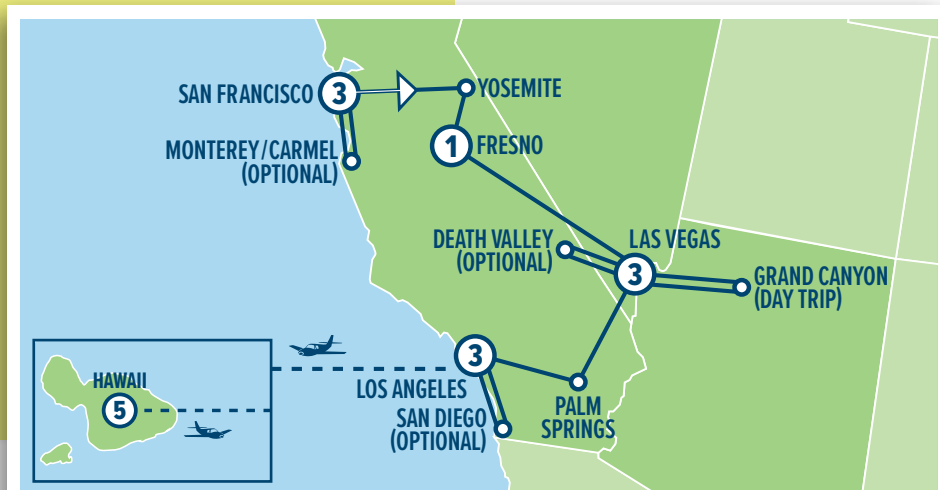 SAN FRANCISCO
3
YOSEMITE
MONTEREY/CARMEL
(OPTIONAL)
1
FRESNO
DEATH VALLEY
(OPTIONAL)
LAS VEGAS
3
GRAND CANYON
(DAY TRIP)
3
LOS ANGELES
SAN DIEGO
(OPTIONAL)
PALM
SPRINGS
HAWAII
5